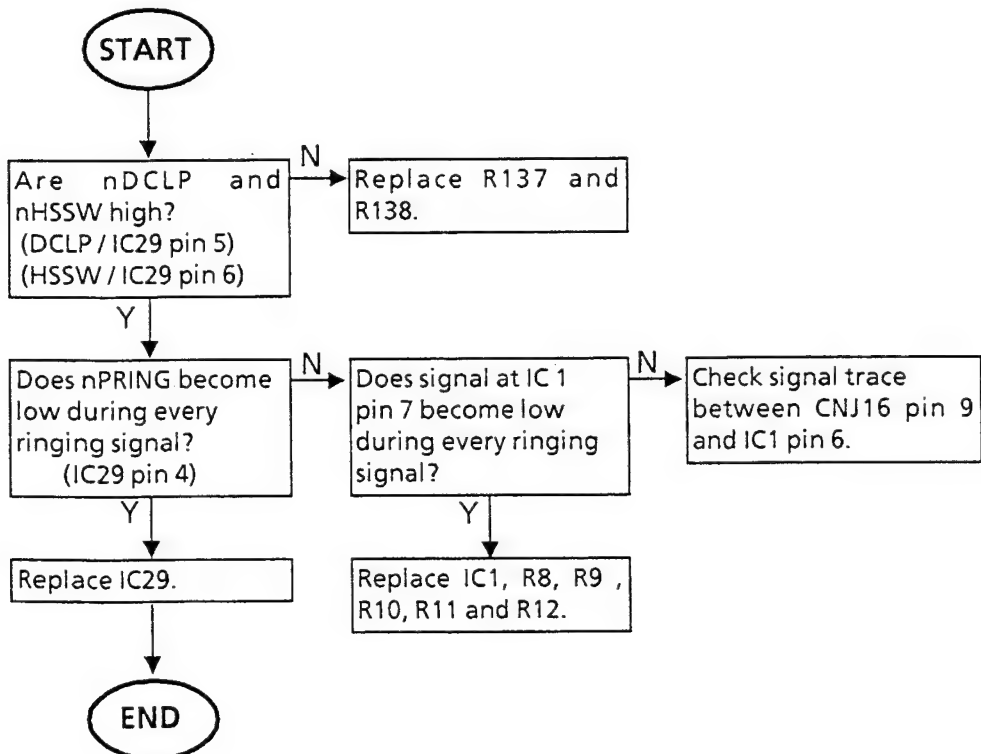 START
Are nDCLP and
nHSSW high?
(DCLP / IC29 pin 5)
(HSSW / IC29 pin 6)
N
Replace R137 and
R138.
Y
Does nPRING become
low during every
ringing signal?
(IC29 pin 4)
N
Does signal at IC 1
pin 7 become low
during every ringing
signal?
N
Check signal trace
between CNJ16 pin 9
and IC1 pin 6.
Y
Y
Replace IC29.
Replace IC1, R8, R9 ,
R10, R11 and R12.
END